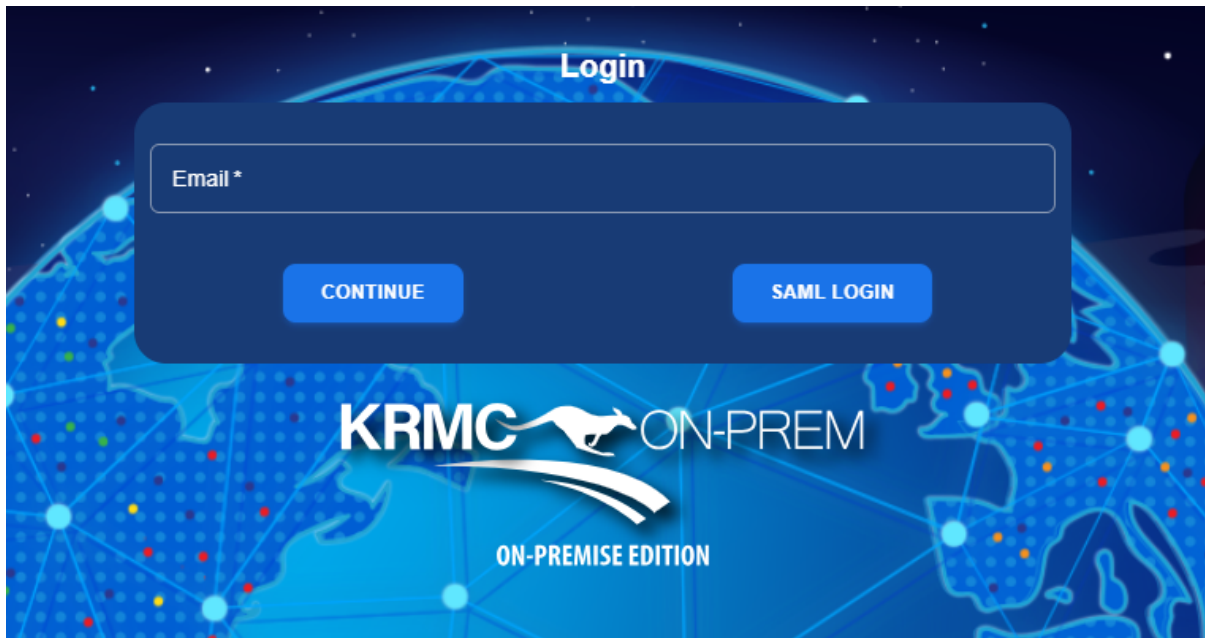 Login
Email *
CONTINUE SAML LOGIN
KRMC ON-PREM
ON-PREMISE EDITION